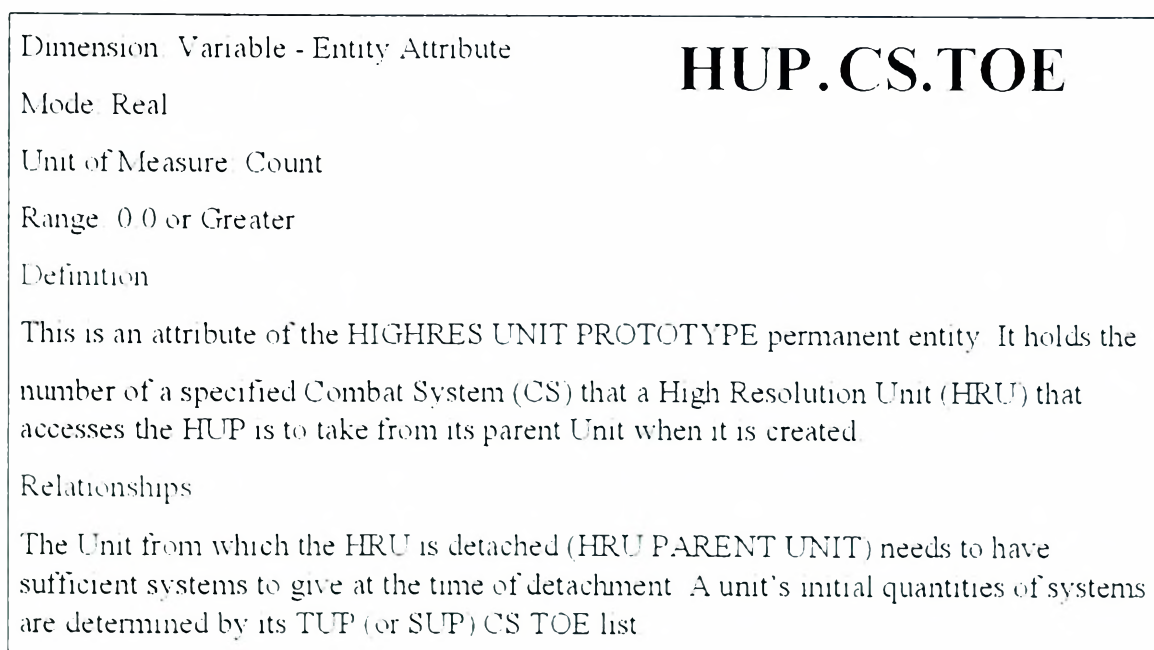 Dimension: Variable - Entity Attribute
HUP.CS.TOE
Mode: Real
Unit of Measure: Count
Range: 0.0 or Greater
Definition
This is an attribute of the HIGHRES UNIT PROTOTYPE permanent entity. It holds the
number of a specified Combat System (CS) that a High Resolution Unit (HRU) that
accesses the HUP is to take from its parent Unit when it is created.
Relationships
The Unit from which the HRU is detached (HRU PARENT UNIT) needs to have
sufficient systems to give at the time of detachment. A unit's initial quantities of systems
are determined by its TUP (or SUP) CS TOE list